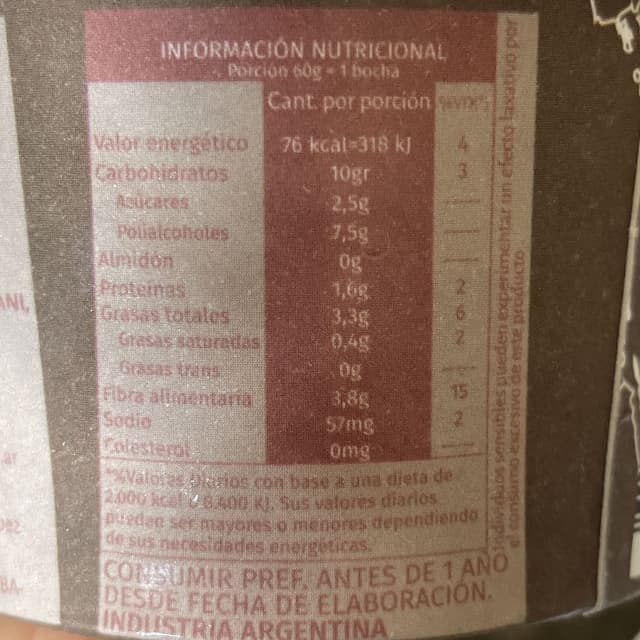 INFORMACIÓN NUTRICIONAL
Porción 60g = 1 bocha
Cant. por porción %VD(*)
Valor energético 76 kcal=318 kJ 4
Carbohidratos 10gr 3
Azúcares 2,5g —
Polialcoholes 7,5g —
Almidón 0g
Proteínas 1,6g 2
Grasas totales 3,3g 6
Grasas saturadas 0,4g 2
Grasas trans 0g —
Fibra alimentaria 3,8g 15
Sodio 57mg 2
Colesterol 0mg —
*%Valores Diarios con base a una dieta de
2.000 kcal u 8.400 KJ. Sus valores diarios
pueden ser mayores o menores dependiendo
de sus necesidades energéticas.
CONSUMIR PREF. ANTES DE 1 AÑO
DESDE FECHA DE ELABORACIÓN.
INDUSTRIA ARGENTINA
Individuos sensibles pueden experimentar un efecto laxativo por
el consumo excesivo de este producto